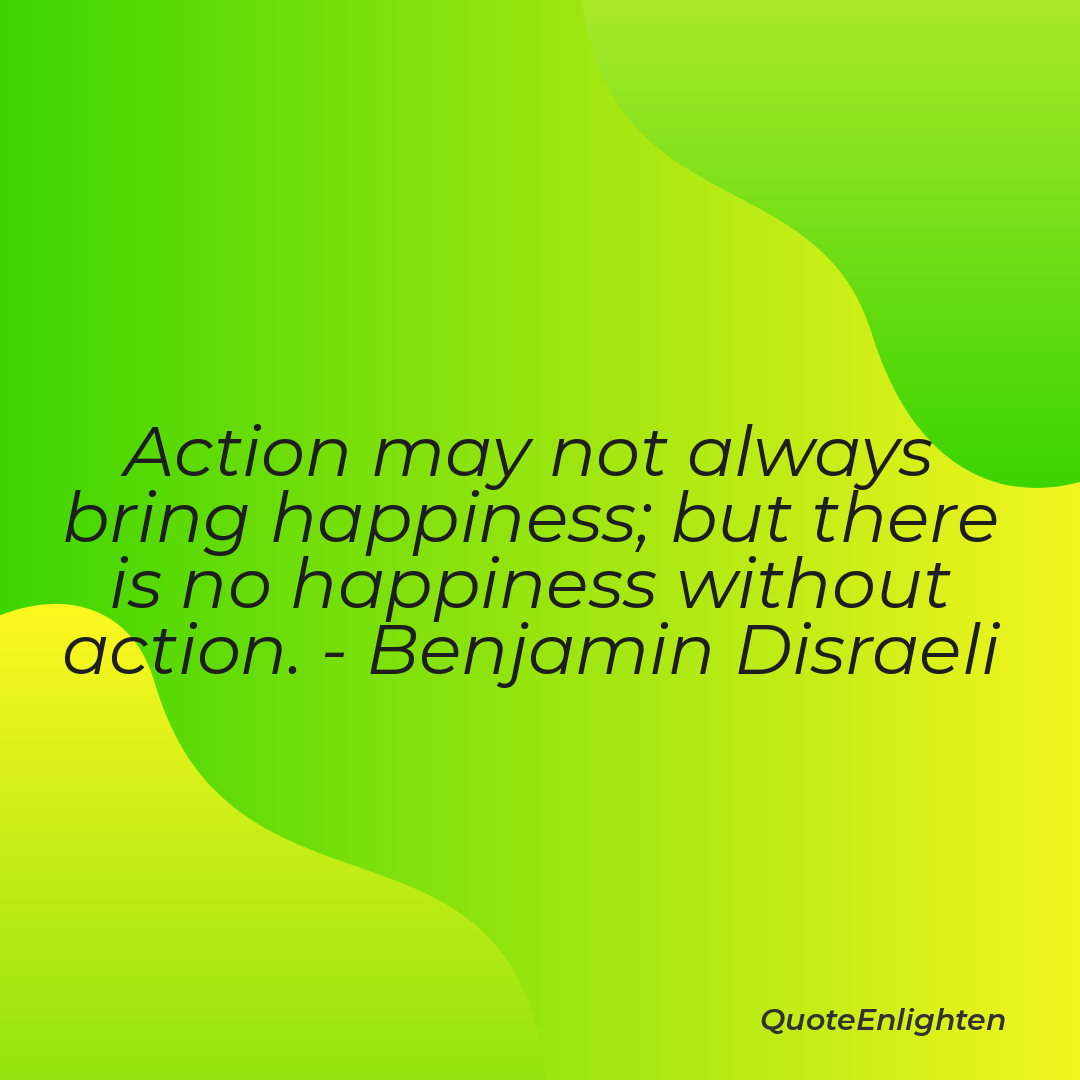 Action may not always
bring happiness; but there
is no happiness without
action. - Benjamin Disraeli
QuoteEnlighten